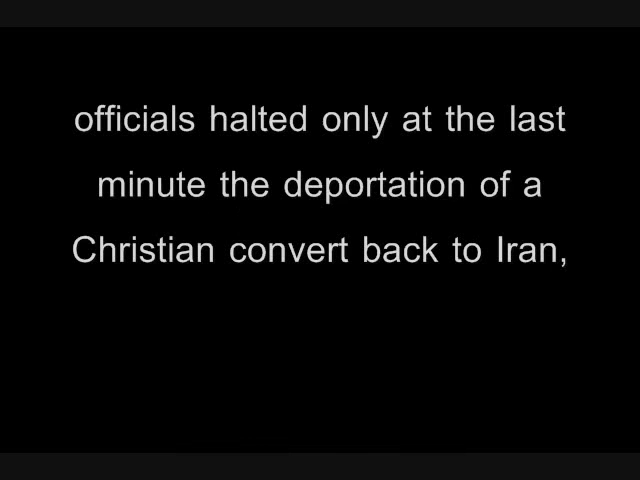 officials halted only at the last
minute the deportation of a
Christian convert back to Iran,